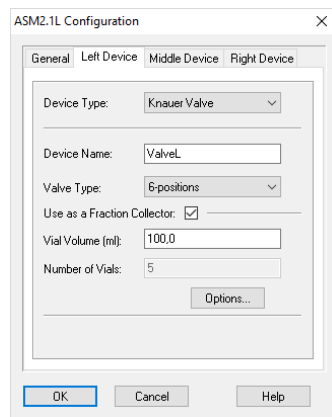 ASM2.1L Configuration
General Left Device Middle Device Right Device
Device Type: Knauer Valve
Device Name: ValveL
Valve Type: 6-positions
Use as a Fraction Collector:
Vial Volume (ml): 100,0
Number of Vials: 5
Options...
OK Cancel Help